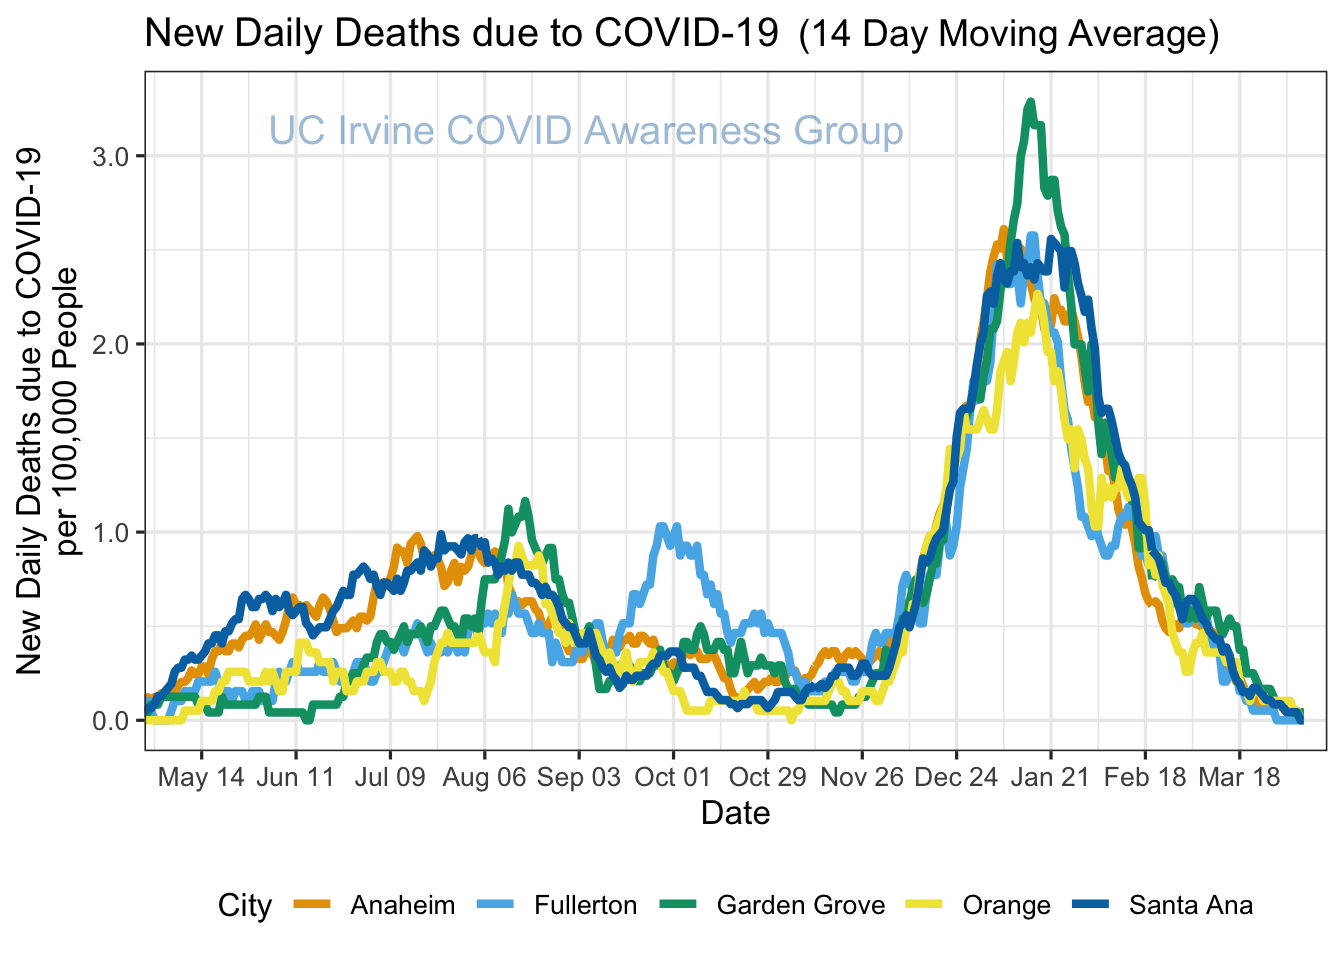 New Daily Deaths due to COVID-19 (14 Day Moving Average)
UC Irvine COVID Awareness Group
New Daily Deaths due to COVID-19
per 100,000 People
3.0
2.0
1.0
0.0
May 14 Jun 11 Jul 09 Aug 06 Sep 03 Oct 01 Oct 29 Nov 26 Dec 24 Jan 21 Feb 18 Mar 18
Date
City Anaheim Fullerton Garden Grove Orange Santa Ana